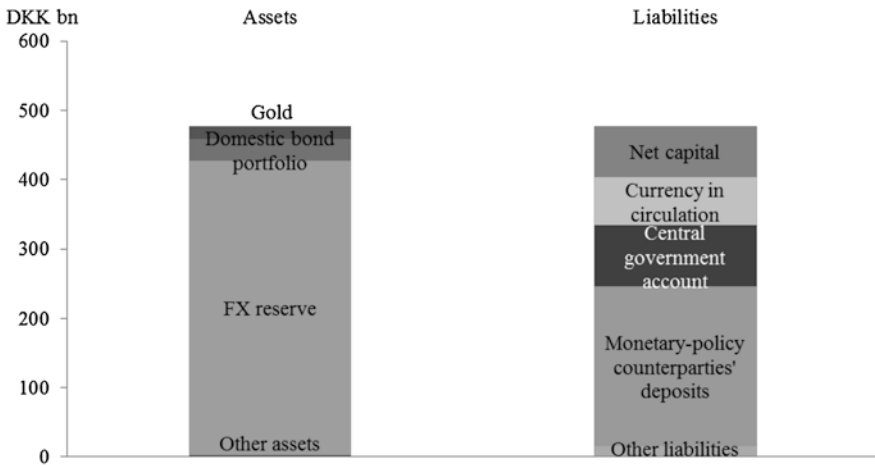 DKK bn
Assets
Liabilities
600
500
400
300
200
100
0
Gold
Domestic bond
portfolio
FX reserve
Other assets
Net capital
Currency in
circulation
Central
government
account
Monetary-policy
counterparties'
deposits
Other liabilities